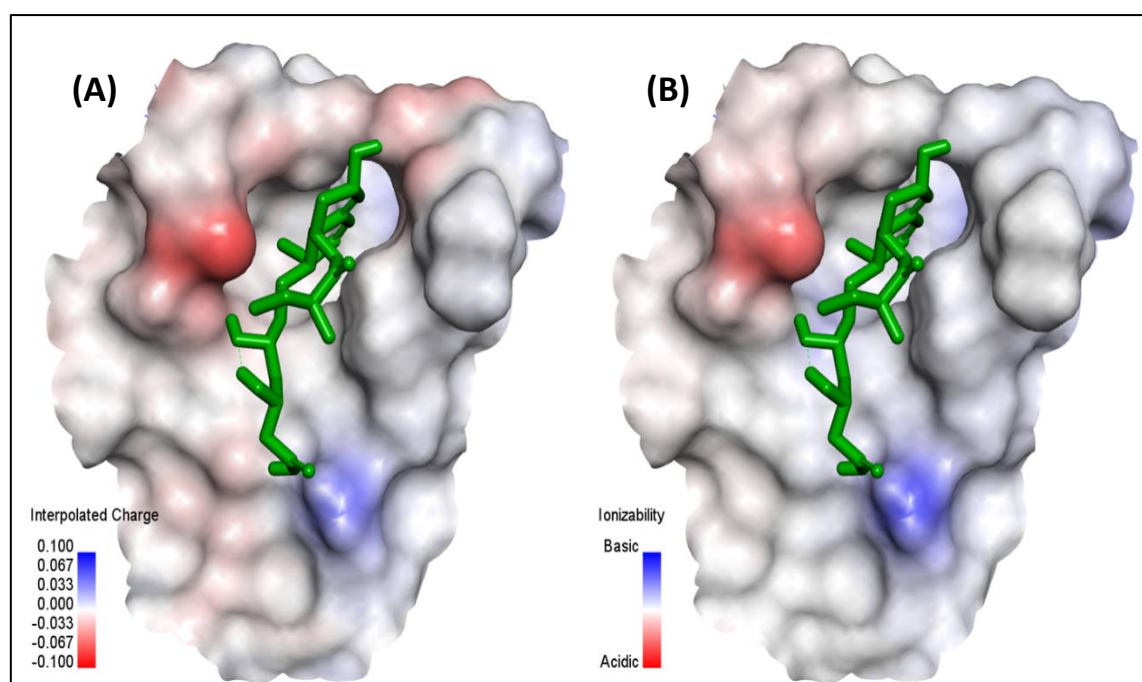 (A)
(B)
Interpolated Charge
0.100
0.067
0.033
0.000
-0.033
-0.067
-0.100
Ionizability
Basic
Acidic